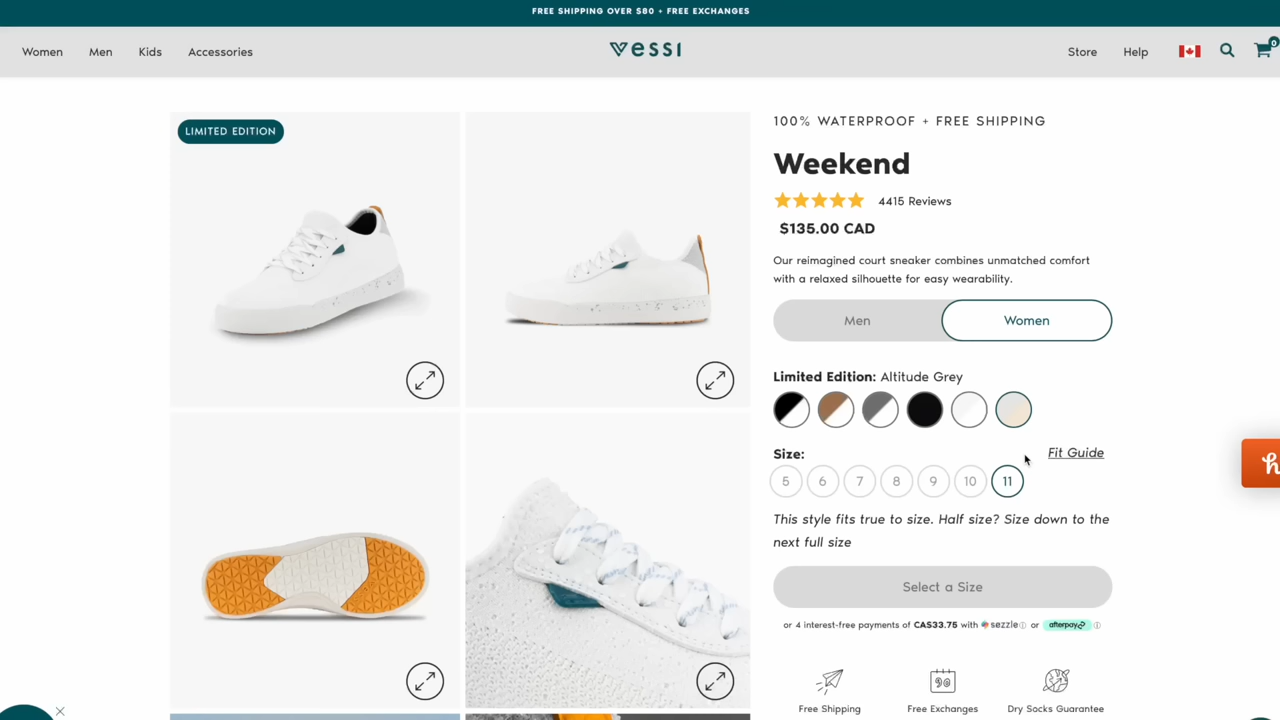 FREE SHIPPING OVER $80 + FREE EXCHANGES
Women Men Kids Accessories
vessi
Store Help
0
LIMITED EDITION
100% WATERPROOF + FREE SHIPPING
Weekend
4415 Reviews
$135.00 CAD
Our reimagined court sneaker combines unmatched comfort
with a relaxed silhouette for easy wearability.
Men Women
Limited Edition: Altitude Grey
Size:
Fit Guide
5 6 7 8 9 10 11
This style fits true to size. Half size? Size down to the
next full size
Select a Size
or 4 interest-free payments of CA$33.75 with sezzle or afterpay
90
Free Shipping Free Exchanges Dry Socks Guarantee